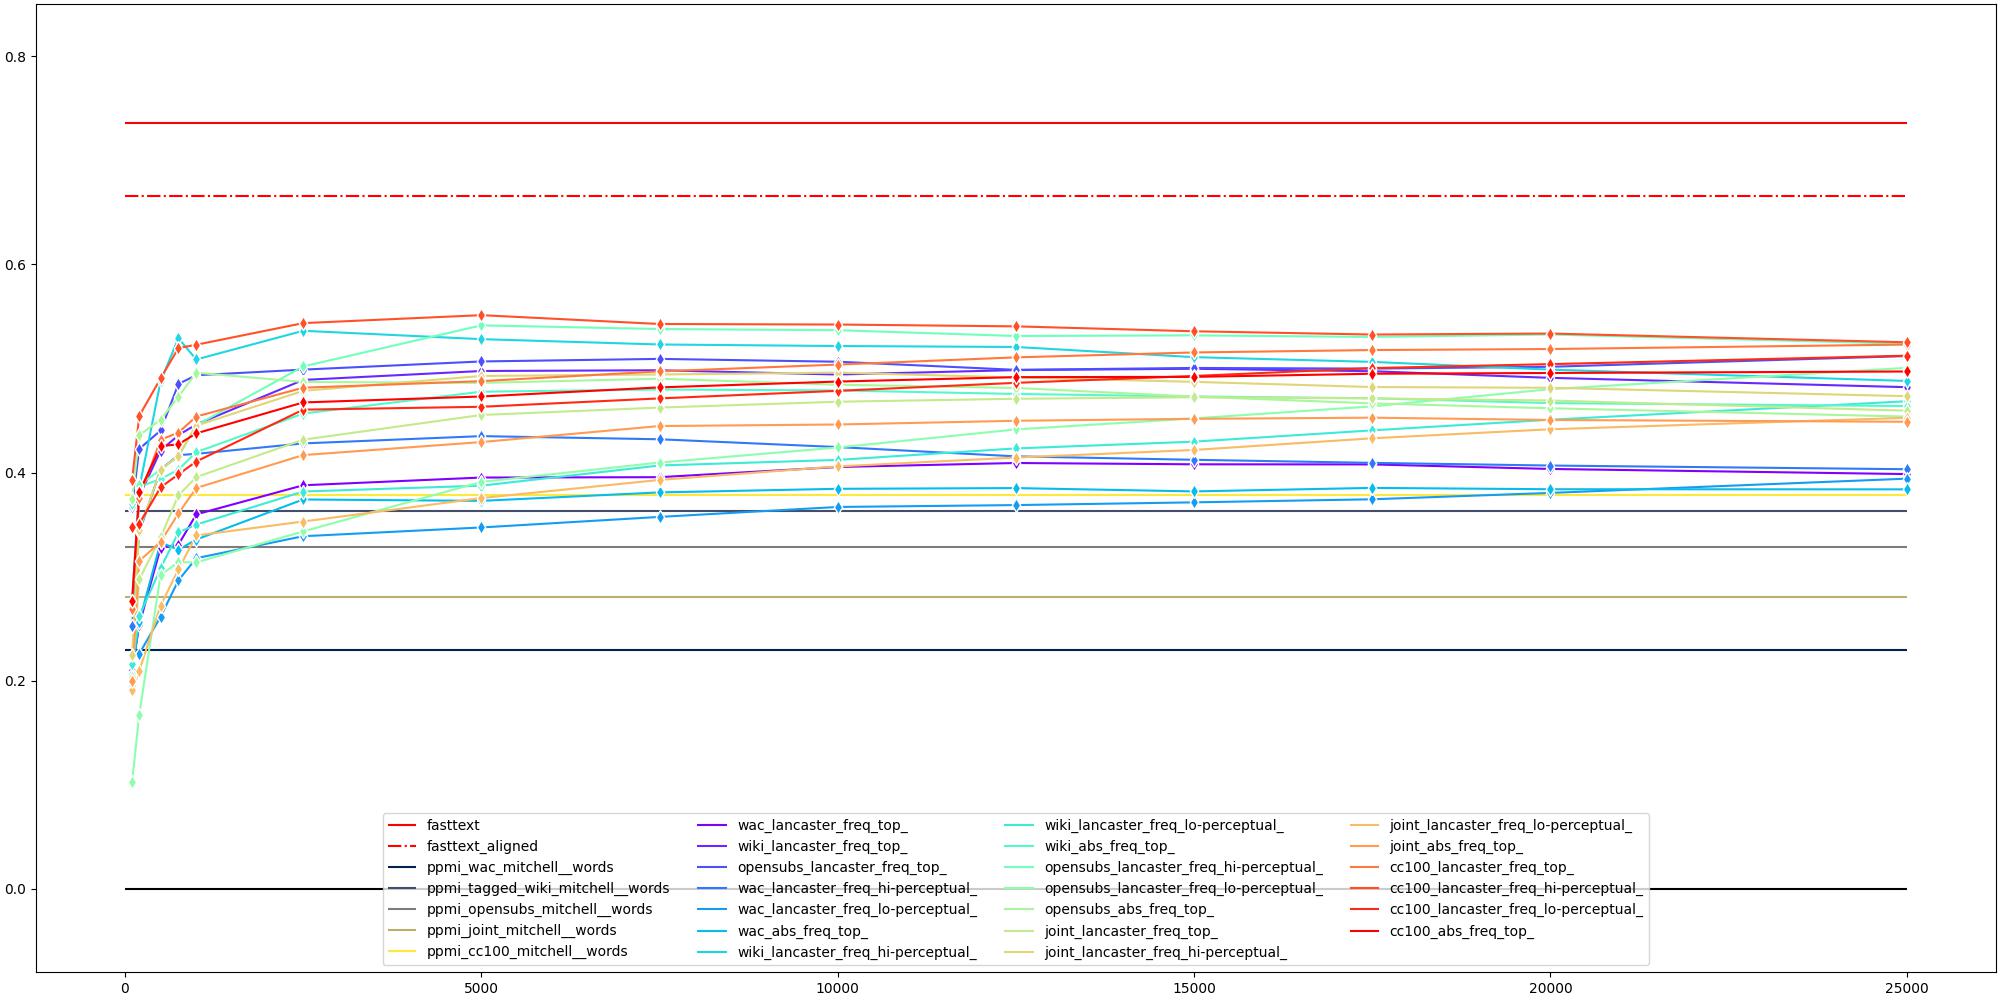 0.8
0.6
0.4
0.2
0.0
fasttext
fasttext_aligned
ppmi_wac_mitchell__words
ppmi_tagged_wiki_mitchell__words
ppmi_opensubs_mitchell__words
ppmi_joint_mitchell__words
ppmi_cc100_mitchell__words
wac_lancaster_freq_top_
wiki_lancaster_freq_top_
opensubs_lancaster_freq_top_
wac_lancaster_freq_hi-perceptual_
wac_lancaster_freq_lo-perceptual_
wac_abs_freq_top_
wiki_lancaster_freq_hi-perceptual_
wiki_lancaster_freq_lo-perceptual_
wiki_abs_freq_top_
opensubs_lancaster_freq_hi-perceptual_
opensubs_lancaster_freq_lo-perceptual_
opensubs_abs_freq_top_
joint_lancaster_freq_top_
joint_lancaster_freq_hi-perceptual_
joint_lancaster_freq_lo-perceptual_
joint_abs_freq_top_
cc100_lancaster_freq_top_
cc100_lancaster_freq_hi-perceptual_
cc100_lancaster_freq_lo-perceptual_
cc100_abs_freq_top_
0 5000 10000 15000 20000 25000